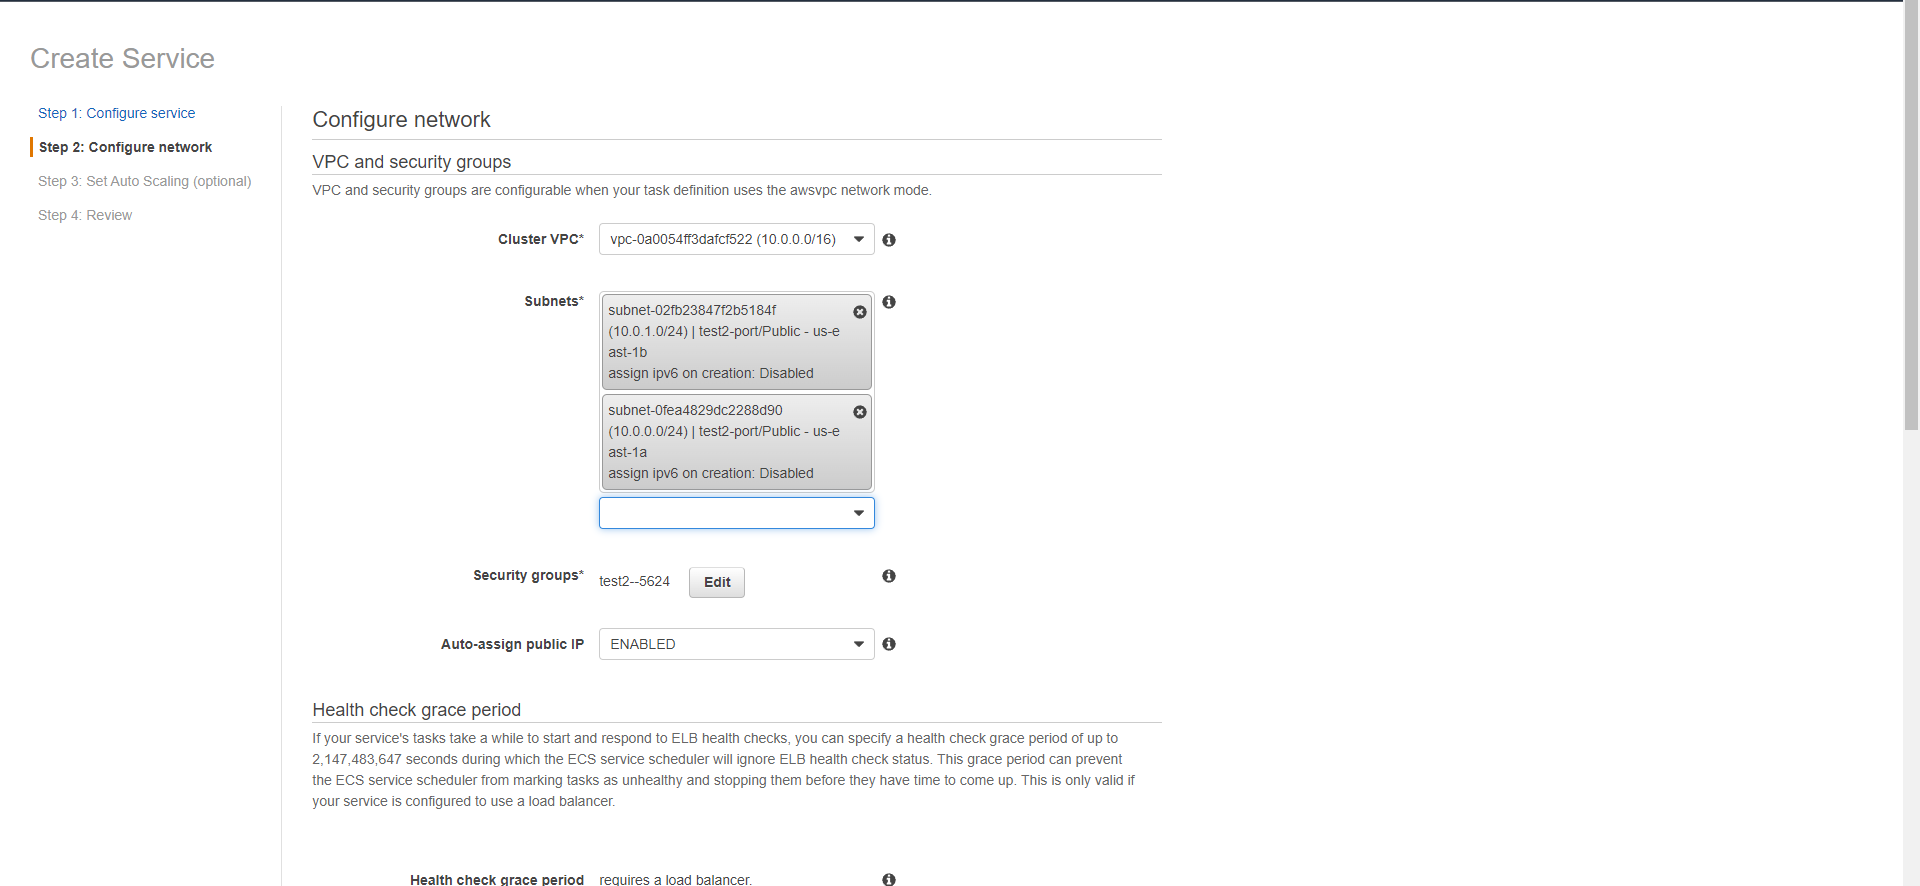 Create Service
Step 1: Configure service
Step 2: Configure network
Step 3: Set Auto Scaling (optional)
Step 4: Review
Configure network
VPC and security groups
VPC and security groups are configurable when your task definition uses the awsvpc network mode.
Cluster VPC* vpc-0a0054ff3dafcf522 (10.0.0.0/16)
Subnets*
subnet-02fb23847f2b5184f
(10.0.1.0/24) | test2-port/Public - us-e
ast-1b
assign ipv6 on creation: Disabled
subnet-0fea4829dc2288d90
(10.0.0.0/24) | test2-port/Public - us-e
ast-1a
assign ipv6 on creation: Disabled
Security groups* test2--5624 Edit
Auto-assign public IP ENABLED
Health check grace period
If your service's tasks take a while to start and respond to ELB health checks, you can specify a health check grace period of up to
2,147,483,647 seconds during which the ECS service scheduler will ignore ELB health check status. This grace period can prevent
the ECS service scheduler from marking tasks as unhealthy and stopping them before they have time to come up. This is only valid if
your service is configured to use a load balancer.
Health check grace period requires a load balancer.